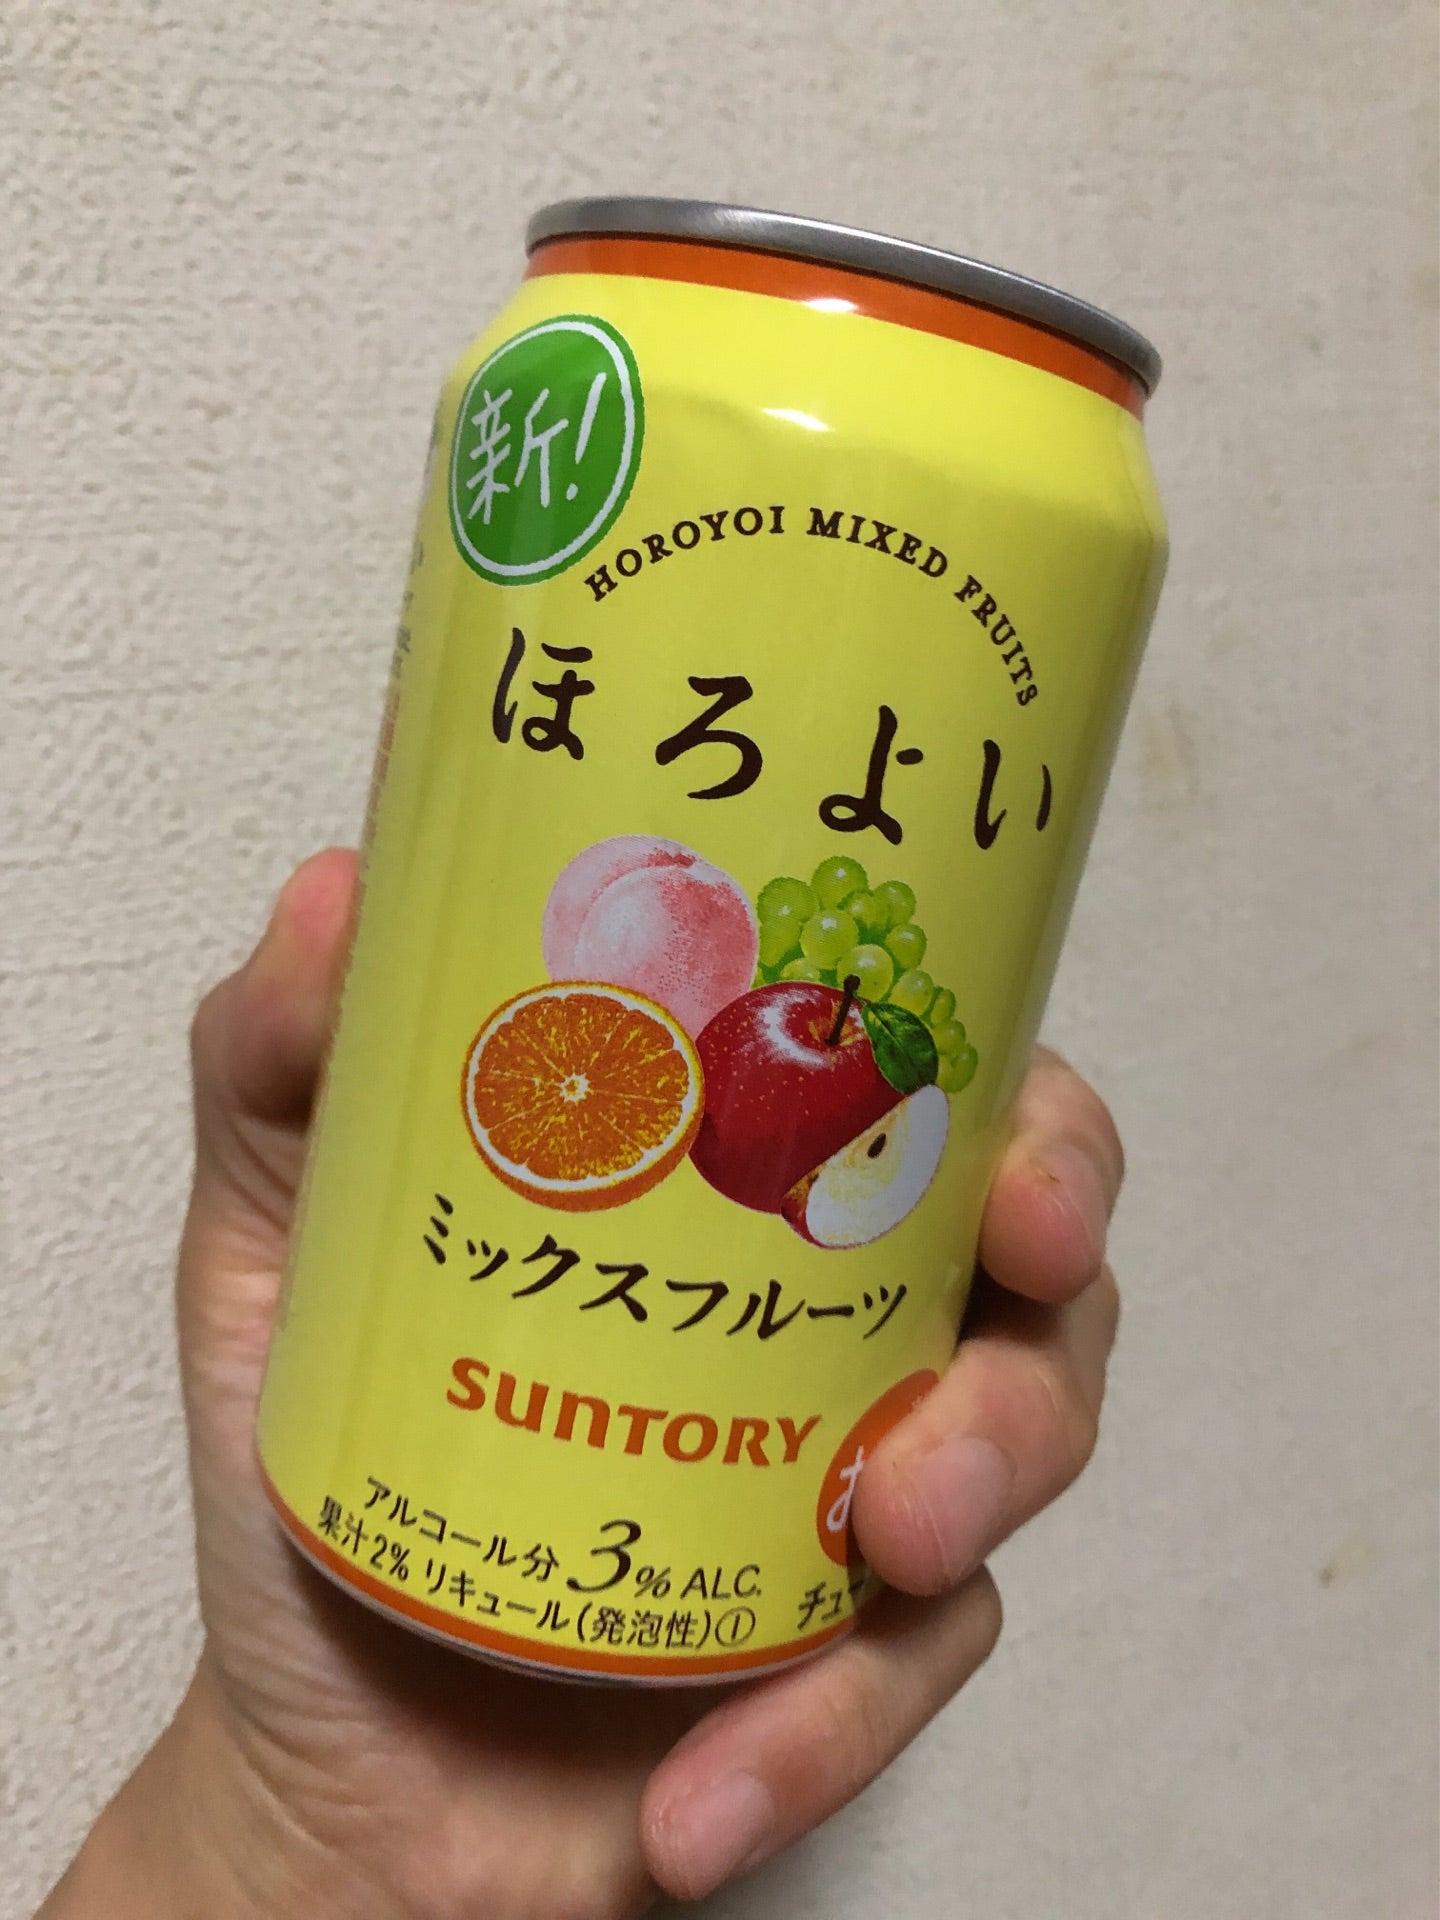 新!
HOROYOI MIXED FRUITS
ほろよい
ミックスフルーツ
SUNTORY
アルコール分 3% ALC.
果汁2% リキュール(発泡性)①